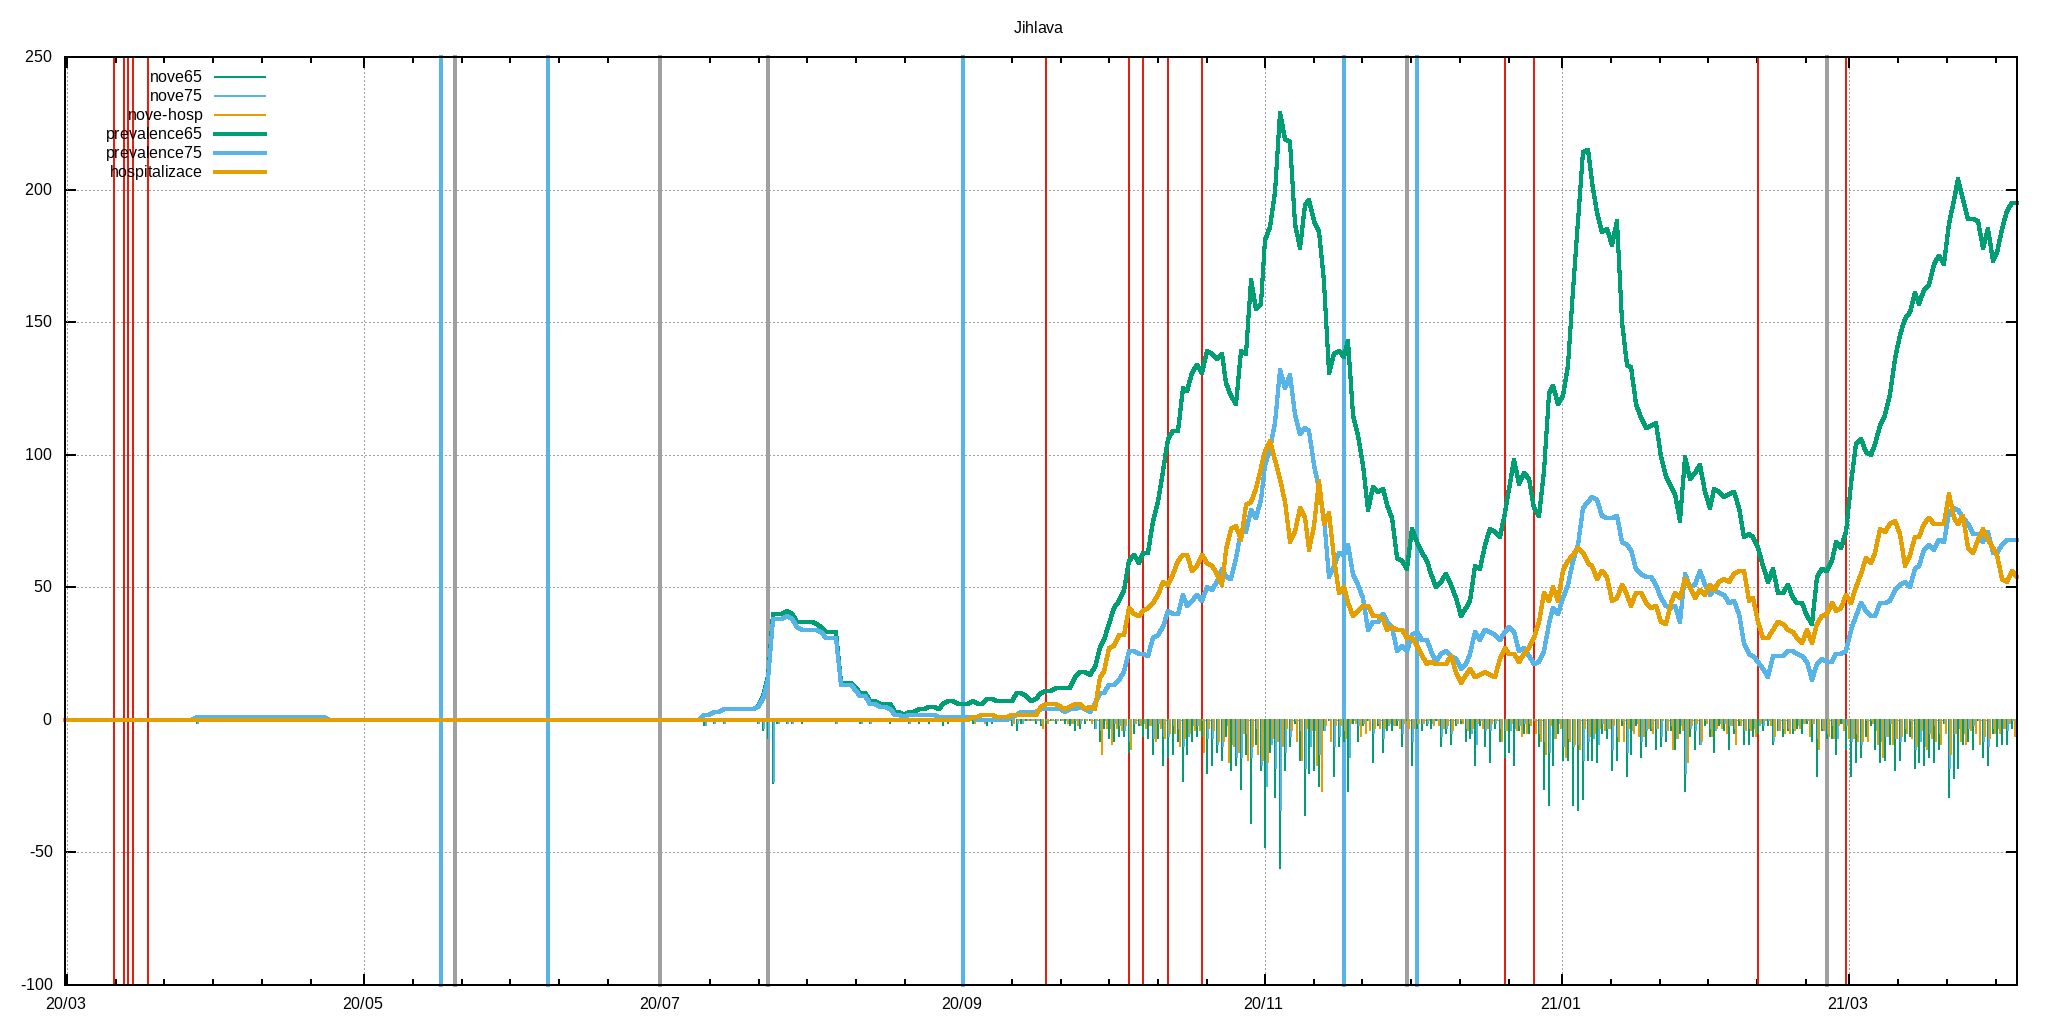 Jihlava
250
nove65
nove75
nove-hosp
prevalence65
prevalence75
hospitalizace
200
150
100
50
0
-50
-100
20/03 20/05 20/07 20/09 20/11 21/01 21/03